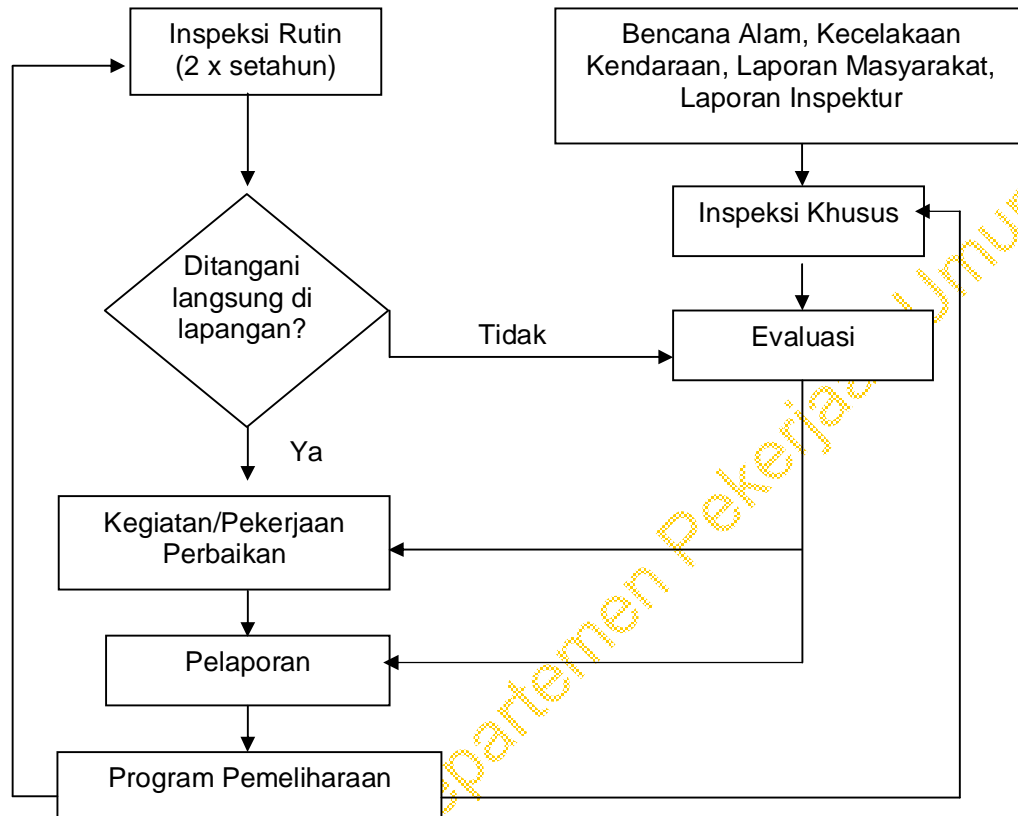 Inspeksi Rutin
(2 x setahun)
Bencana Alam, Kecelakaan
Kendaraan, Laporan Masyarakat,
Laporan Inspektur
Inspeksi Khusus
Ditangani
langsung di
lapangan?
Tidak
Evaluasi
Ya
Kegiatan/Pekerjaan
Perbaikan
Pelaporan
Program Pemeliharaan